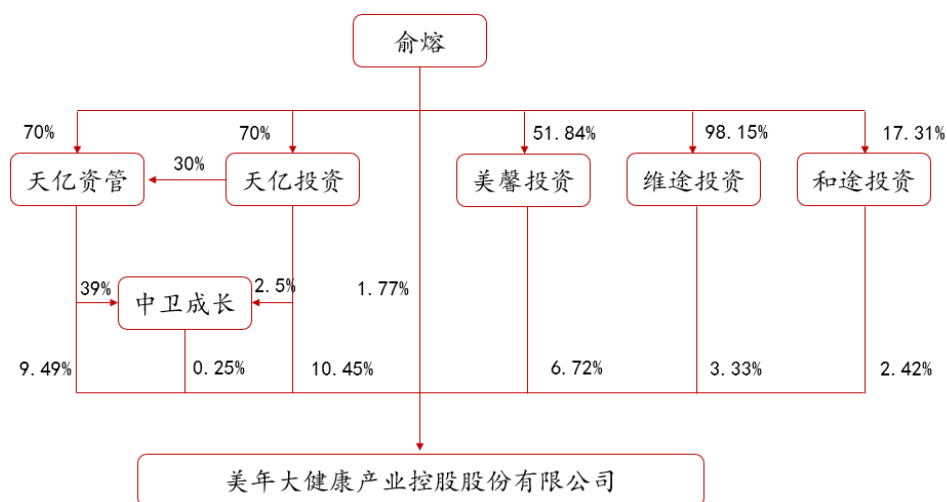 俞熔
70%
70%
51.84%
98.15%
17.31%
天亿资管
30%
天亿投资
美馨投资
维途投资
和途投资
39%
中卫成长
2.5%
1.77%
9.49%
0.25%
10.45%
6.72%
3.33%
2.42%
美年大健康产业控股股份有限公司